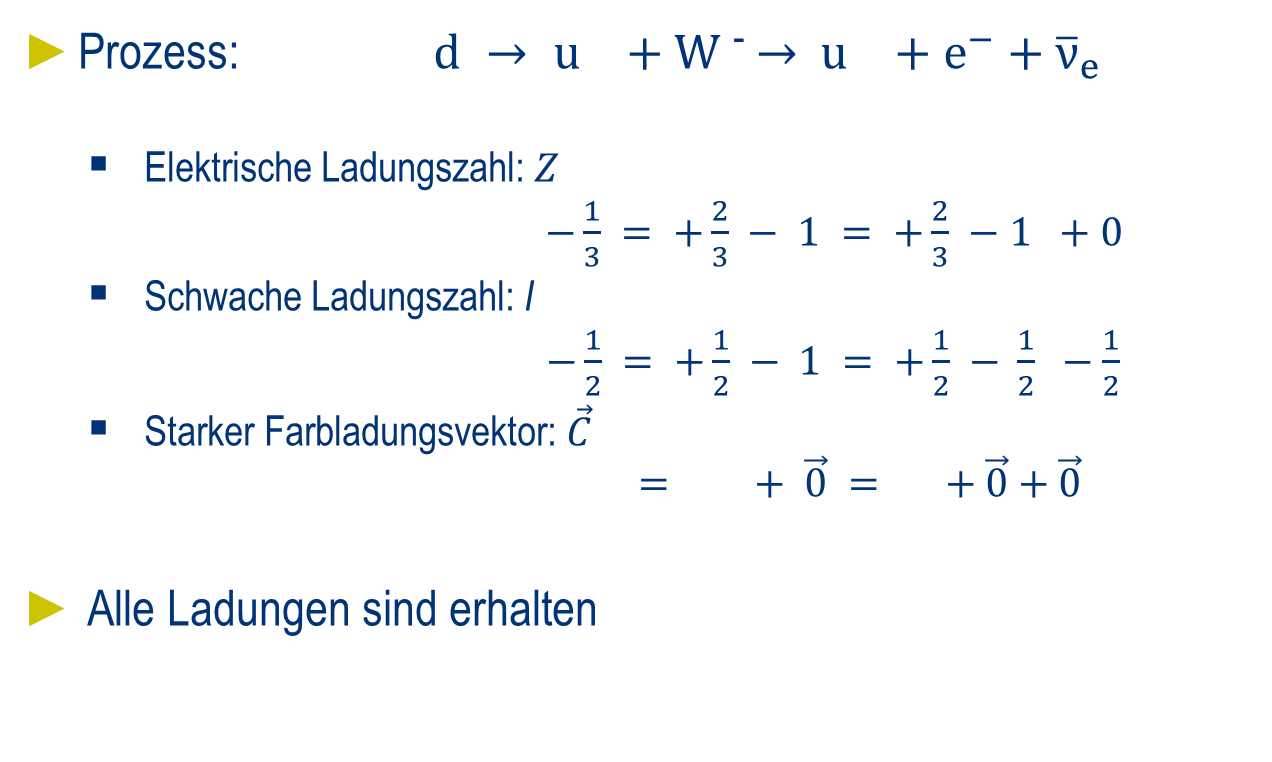 ► Prozess: d → u + W⁻ → u + e⁻ + ν̅ₑ
▪ Elektrische Ladungszahl: Z
−1/3 = +2/3 − 1 = +2/3 − 1 + 0
▪ Schwache Ladungszahl: I
−1/2 = +1/2 − 1 = +1/2 − 1/2 − 1/2
▪ Starker Farbladungsvektor: C⃗
= + 0⃗ = + 0⃗ + 0⃗
► Alle Ladungen sind erhalten